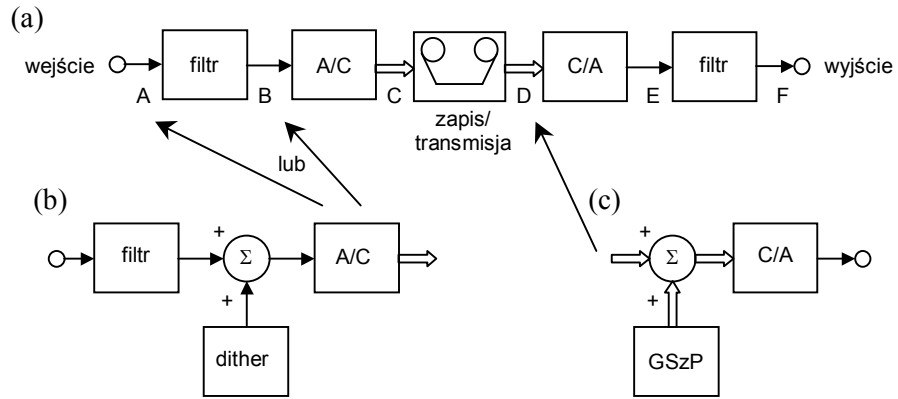 (a)
wejście
filtr
A/C
C/A
filtr
wyjście
A
B
C
D
E
F
zapis/
transmisja
lub
(b)
filtr
+
Σ
+
A/C
dither
(c)
+
Σ
+
C/A
GSzP